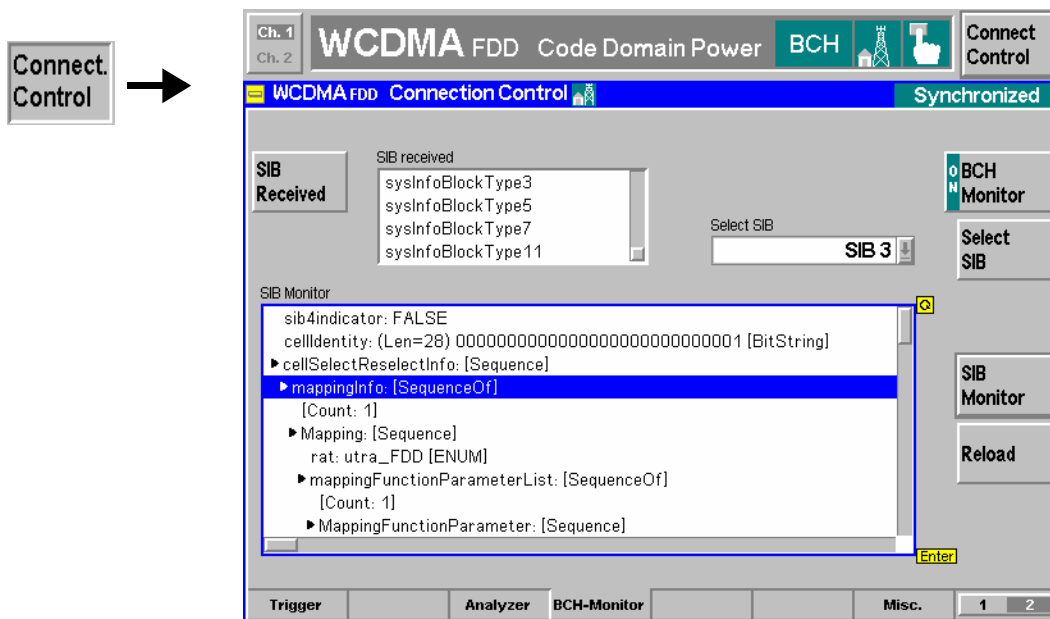 Connect.
Control
Ch. 1
Ch. 2
WCDMA FDD Code Domain Power
BCH
Connect
Control
WCDMA FDD Connection Control
Synchronized
SIB
Received
SIB received
sysInfoBlockType3
sysInfoBlockType5
sysInfoBlockType7
sysInfoBlockType11
Select SIB
SIB 3
ON
BCH
Monitor
Select
SIB
SIB Monitor
sib4indicator: FALSE
cellIdentity: (Len=28) 0000000000000000000000000001 [BitString]
cellSelectReselectInfo: [Sequence]
mappingInfo: [SequenceOf]
[Count: 1]
Mapping: [Sequence]
rat: utra_FDD [ENUM]
mappingFunctionParameterList: [SequenceOf]
[Count: 1]
MappingFunctionParameter: [Sequence]
Enter
SIB
Monitor
Reload
Trigger
Analyzer
BCH-Monitor
Misc.
1 2